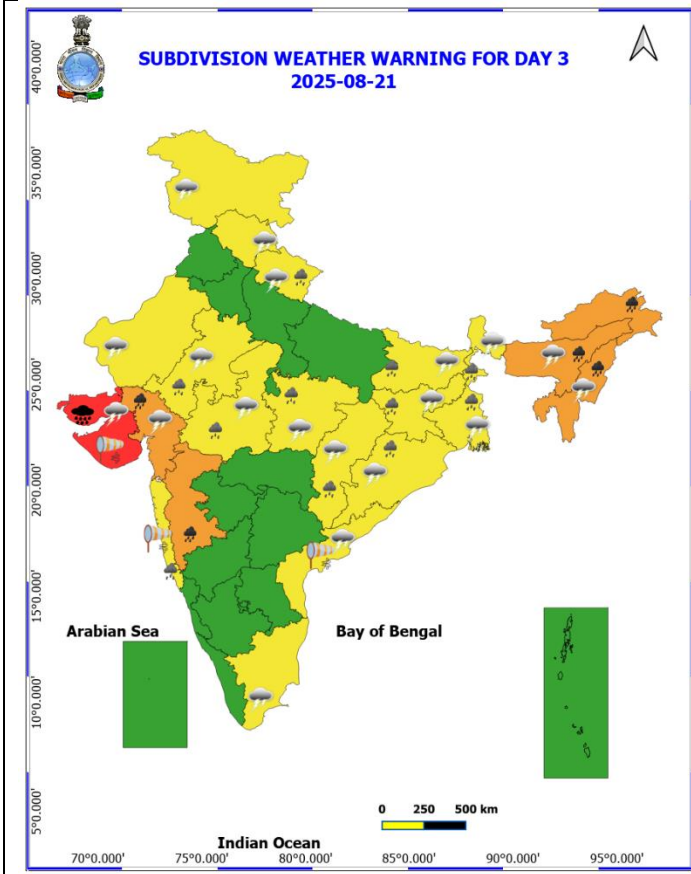 SUBDIVISION WEATHER WARNING FOR DAY 3
2025-08-21
40°0.000'
35°0.000'
30°0.000'
25°0.000'
20°0.000'
15°0.000'
10°0.000'
5°0.000'
Arabian Sea
Bay of Bengal
0 250 500 km
Indian Ocean
70°0.000' 75°0.000' 80°0.000' 85°0.000' 90°0.000' 95°0.000'